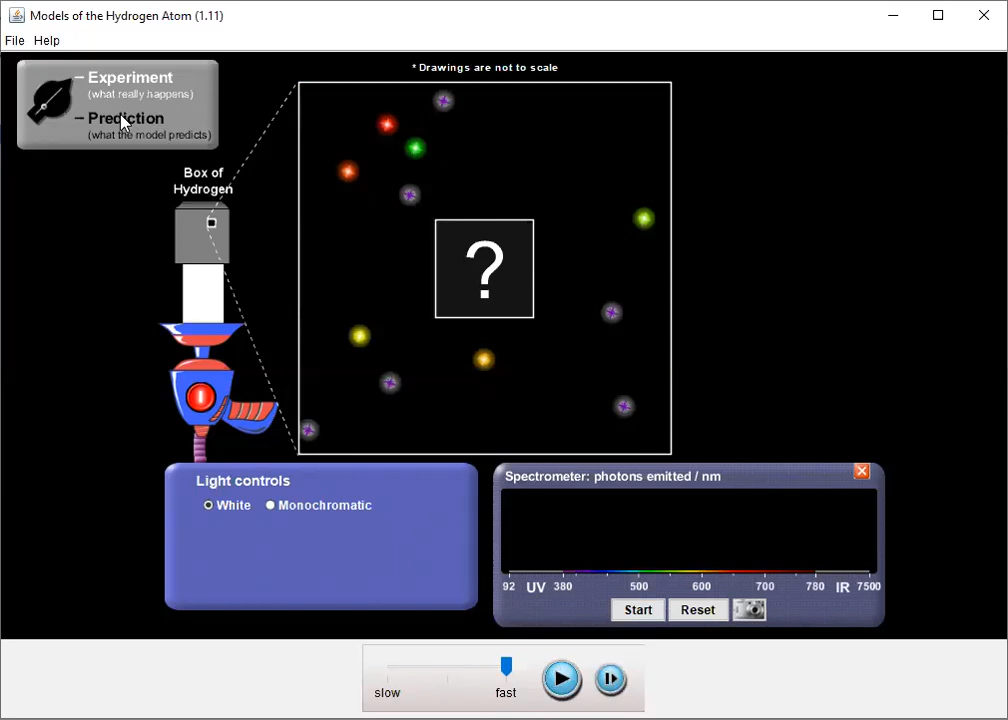 Models of the Hydrogen Atom (1.11)
File Help
Experiment
(what really happens)
Prediction
(what the model predicts)
* Drawings are not to scale
Box of
Hydrogen
?
Light controls
White Monochromatic
Spectrometer: photons emitted / nm
92 UV 380 500 600 700 780 IR 7500
Start Reset
slow fast